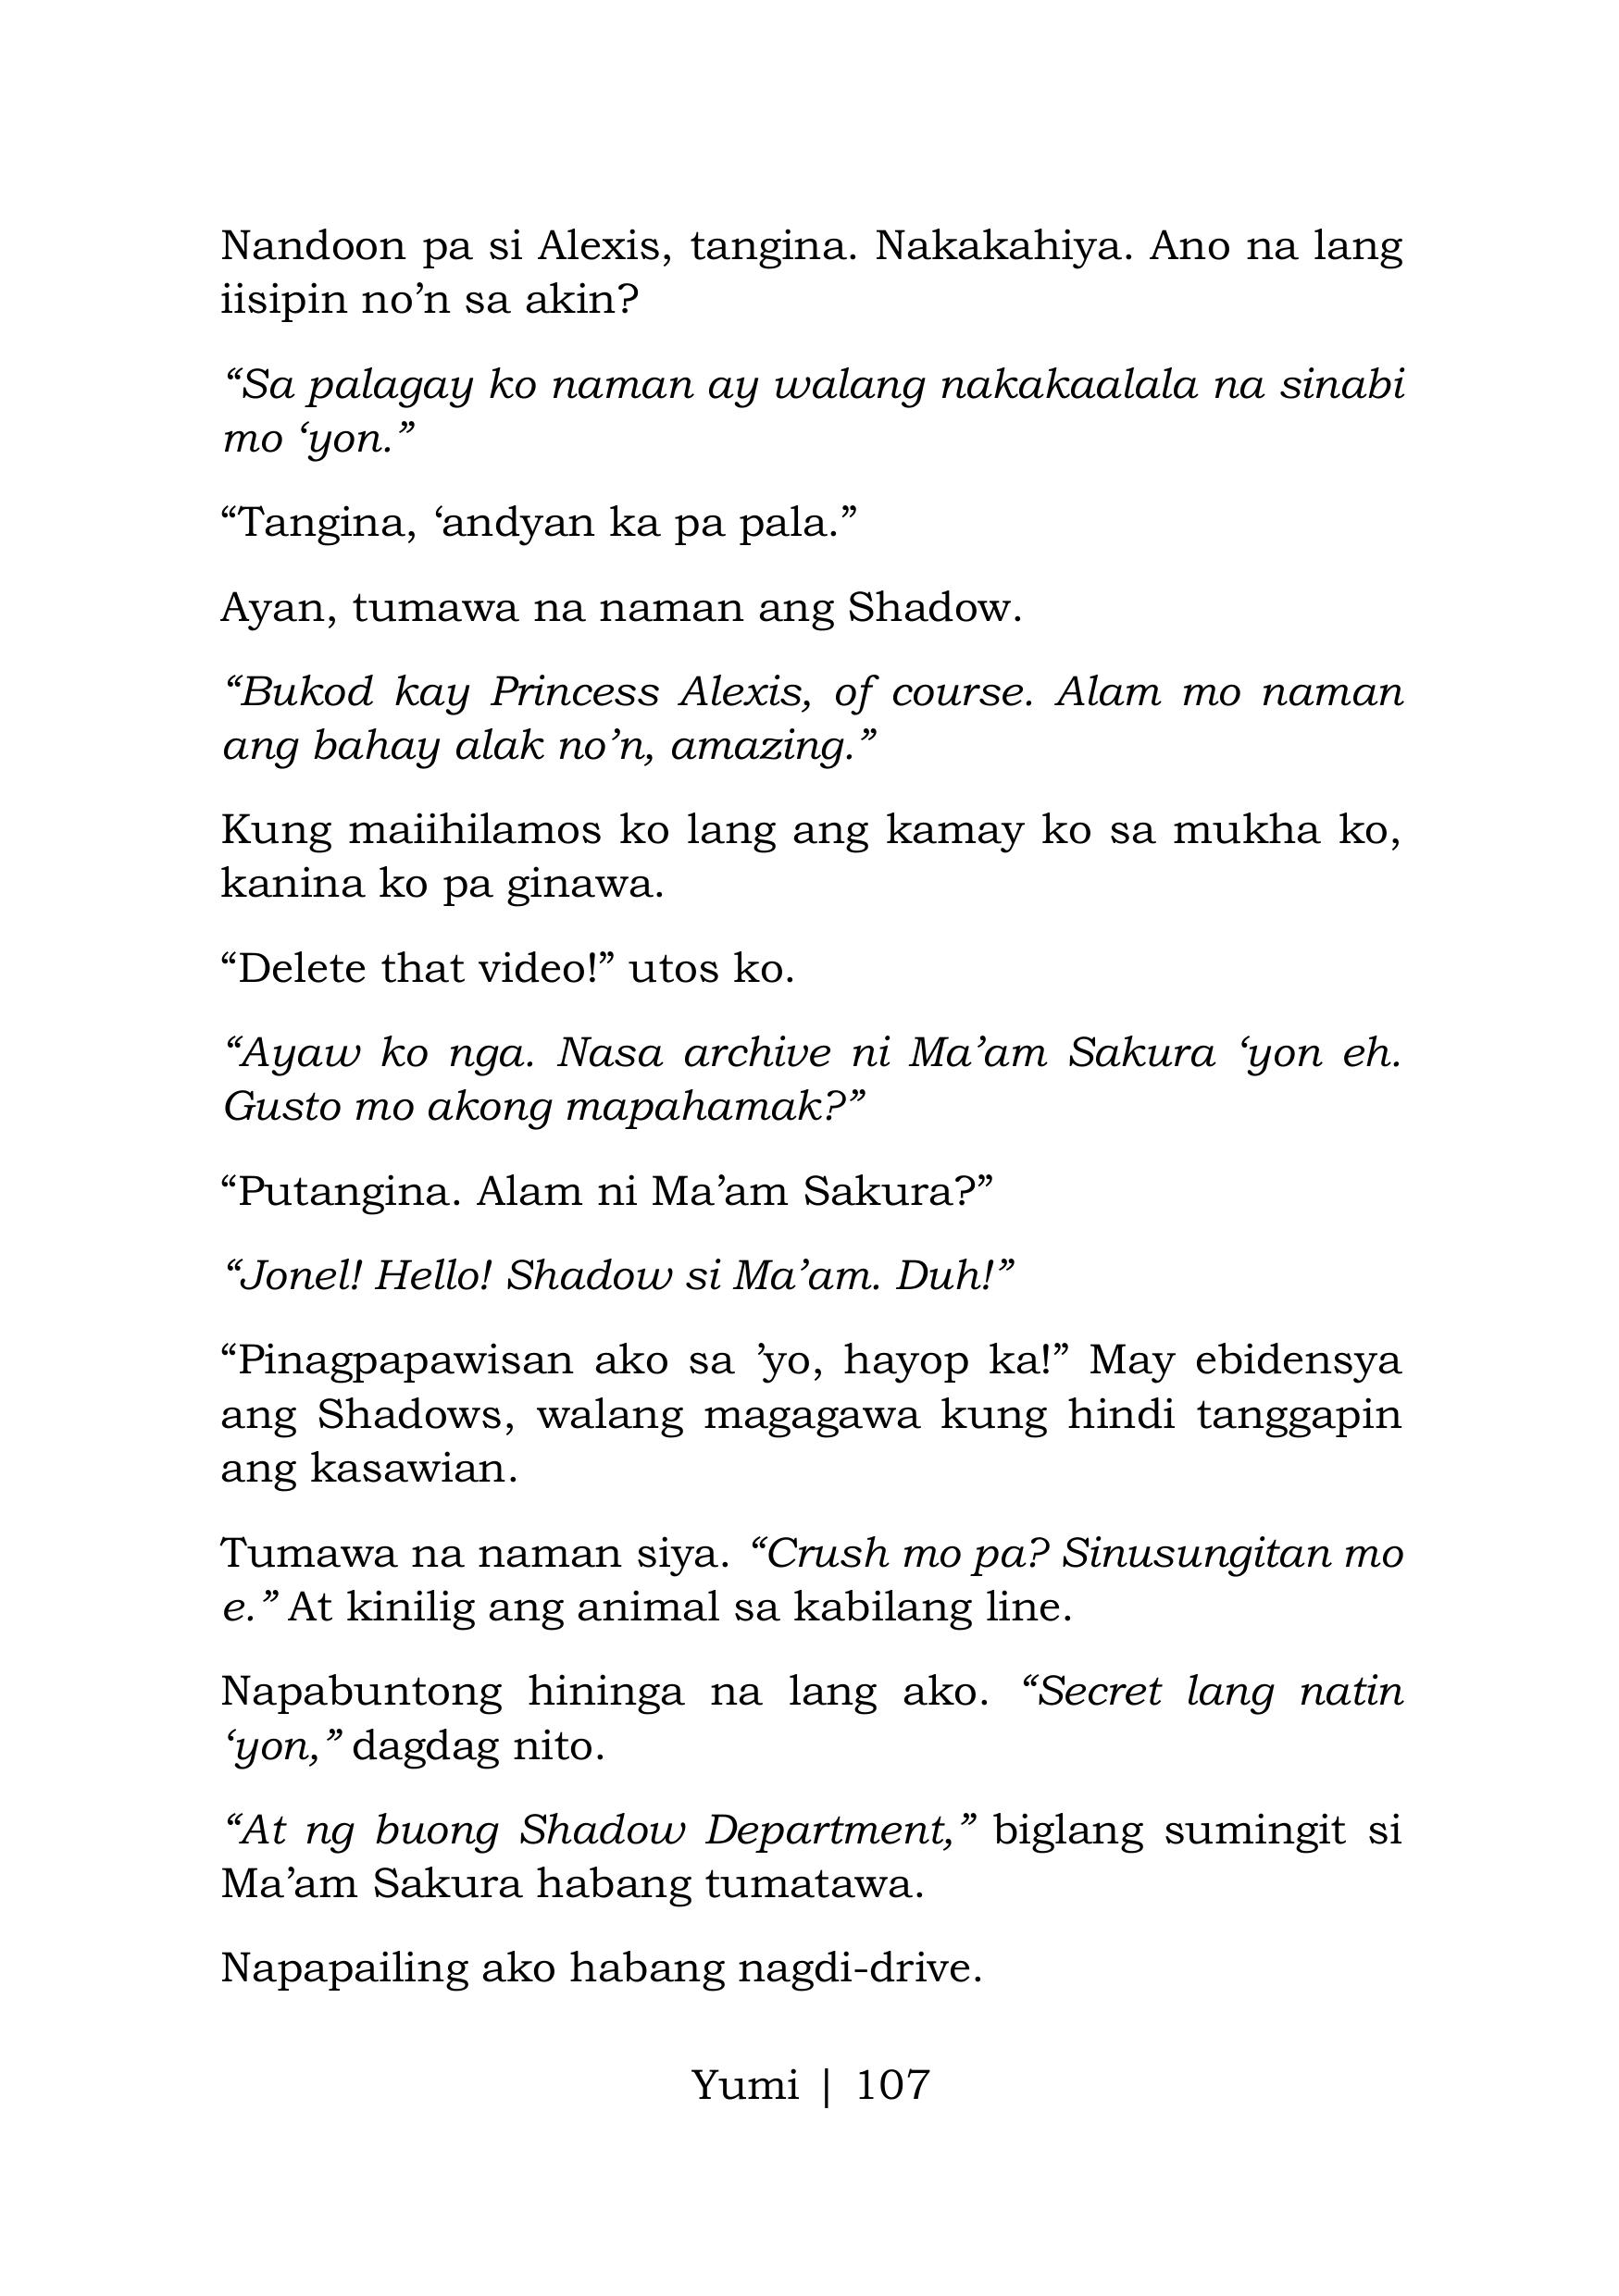 Nandoon pa si Alexis, tangina. Nakakahiya. Ano na lang
iisipin no’n sa akin?
“Sa palagay ko naman ay walang nakakaalala na sinabi
mo ‘yon.”
“Tangina, ‘andyan ka pa pala.”
Ayan, tumawa na naman ang Shadow.
“Bukod kay Princess Alexis, of course. Alam mo naman
ang bahay alak no’n, amazing.”
Kung maiihilamos ko lang ang kamay ko sa mukha ko,
kanina ko pa ginawa.
“Delete that video!” utos ko.
“Ayaw ko nga. Nasa archive ni Ma’am Sakura ‘yon eh.
Gusto mo akong mapahamak?”
“Putangina. Alam ni Ma’am Sakura?”
“Jonel! Hello! Shadow si Ma’am. Duh!”
“Pinagpapawisan ako sa ’yo, hayop ka!” May ebidensya
ang Shadows, walang magagawa kung hindi tanggapin
ang kasawian.
Tumawa na naman siya. “Crush mo pa? Sinusungitan mo
e.” At kinilig ang animal sa kabilang line.
Napabuntong hininga na lang ako. “Secret lang natin
‘yon,” dagdag nito.
“At ng buong Shadow Department,” biglang sumingit si
Ma’am Sakura habang tumatawa.
Napapailing ako habang nagdi-drive.
Yumi | 107